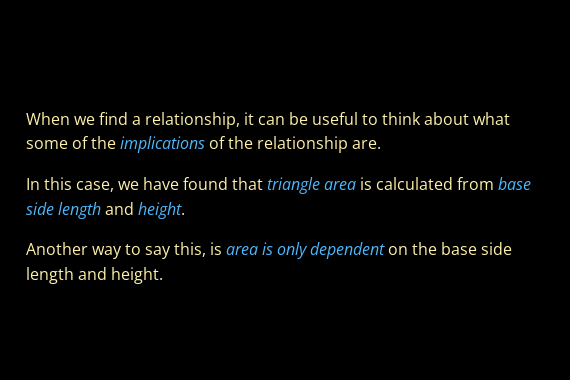 When we find a relationship, it can be useful to think about what
some of the implications of the relationship are.
In this case, we have found that triangle area is calculated from base
side length and height.
Another way to say this, is area is only dependent on the base side
length and height.